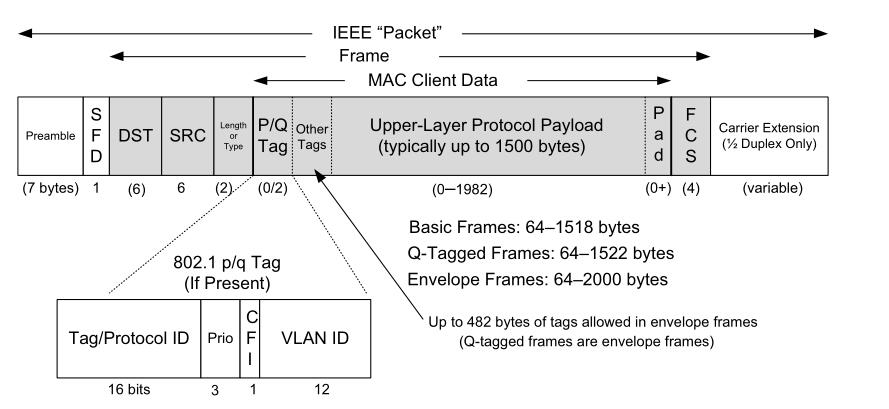 IEEE “Packet”
Frame
MAC Client Data
Preamble
S
F
D
DST
SRC
Length
or
Type
P/Q
Tag
Other
Tags
Upper-Layer Protocol Payload
(typically up to 1500 bytes)
P
a
d
F
C
S
Carrier Extension
(½ Duplex Only)
(7 bytes)
1
(6)
6
(2)
(0/2)
(0–1982)
(0+)
(4)
(variable)
Basic Frames: 64–1518 bytes
Q-Tagged Frames: 64–1522 bytes
Envelope Frames: 64–2000 bytes
802.1 p/q Tag
(If Present)
Up to 482 bytes of tags allowed in envelope frames
(Q-tagged frames are envelope frames)
Tag/Protocol ID
Prio
C
F
I
VLAN ID
16 bits
3
1
12